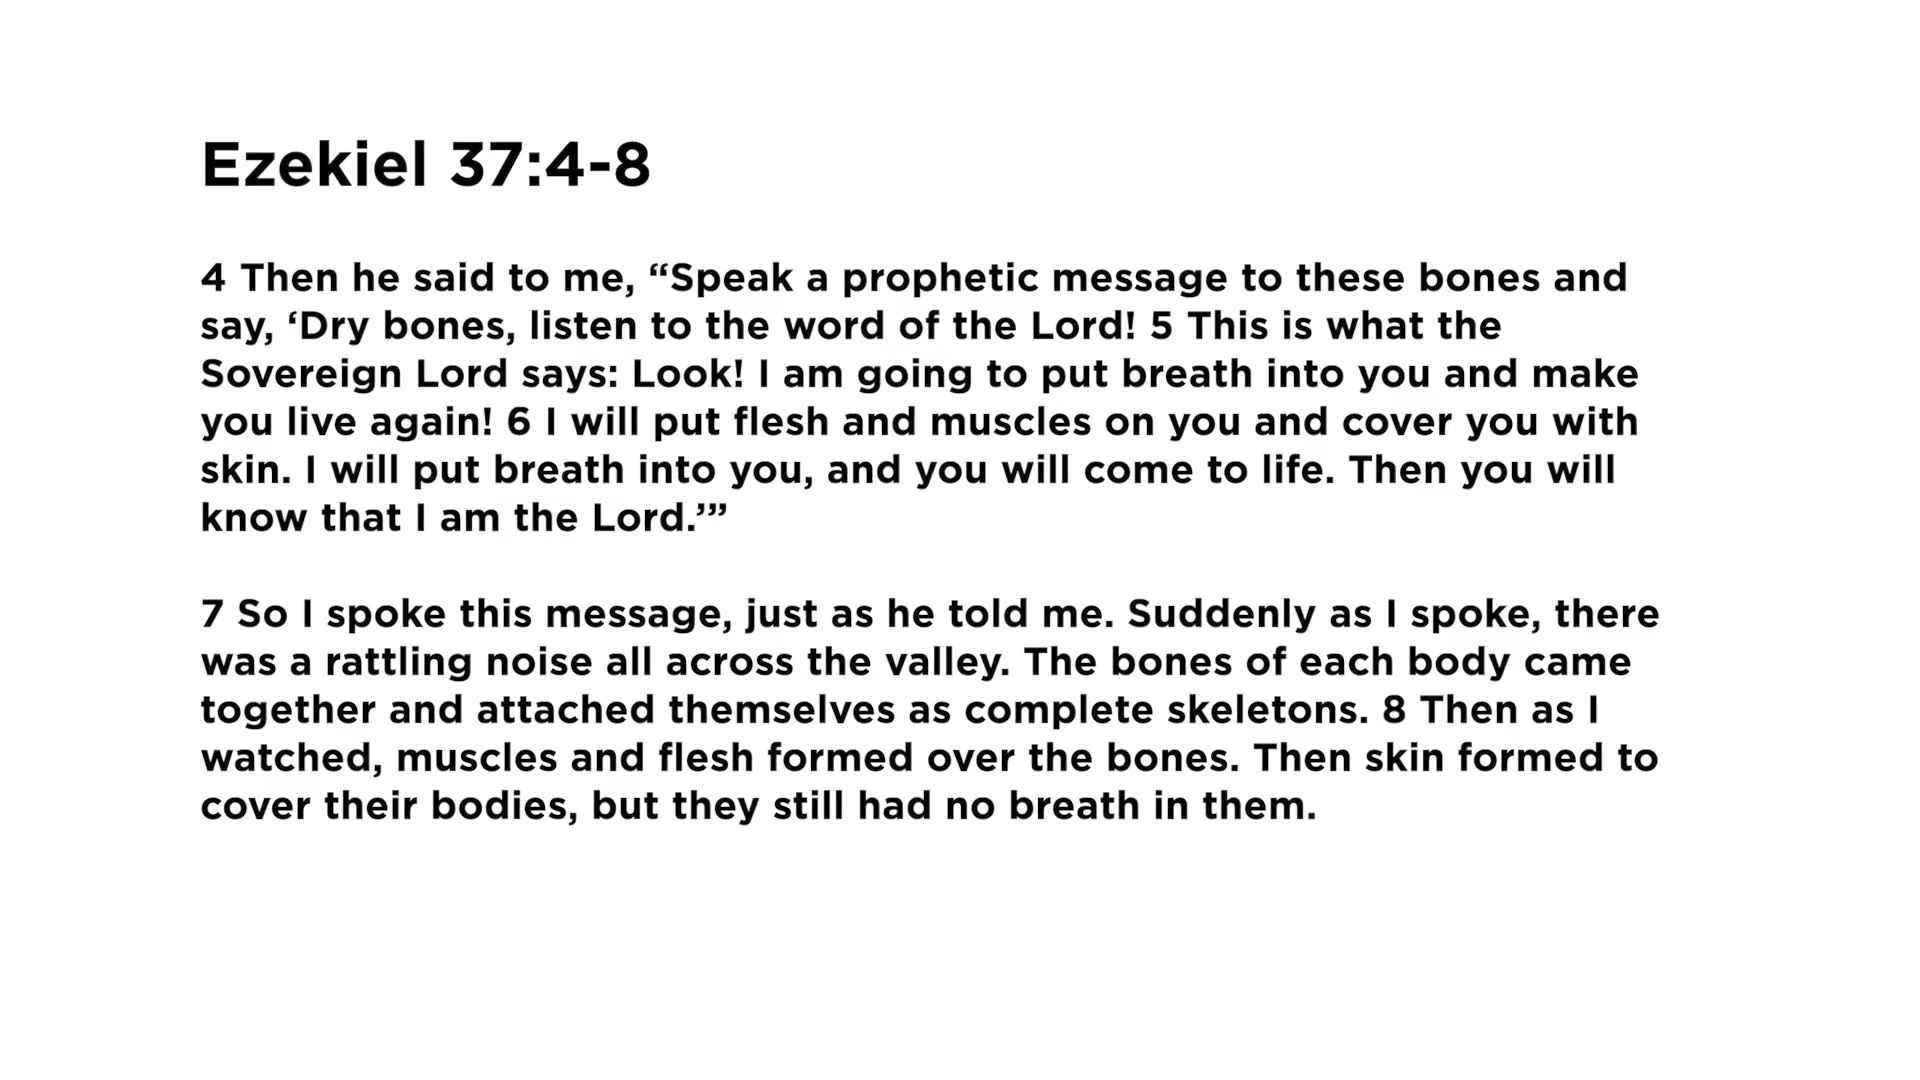 Ezekiel 37:4-8
4 Then he said to me, “Speak a prophetic message to these bones and
say, ‘Dry bones, listen to the word of the Lord! 5 This is what the
Sovereign Lord says: Look! I am going to put breath into you and make
you live again! 6 I will put flesh and muscles on you and cover you with
skin. I will put breath into you, and you will come to life. Then you will
know that I am the Lord.’”
7 So I spoke this message, just as he told me. Suddenly as I spoke, there
was a rattling noise all across the valley. The bones of each body came
together and attached themselves as complete skeletons. 8 Then as I
watched, muscles and flesh formed over the bones. Then skin formed to
cover their bodies, but they still had no breath in them.